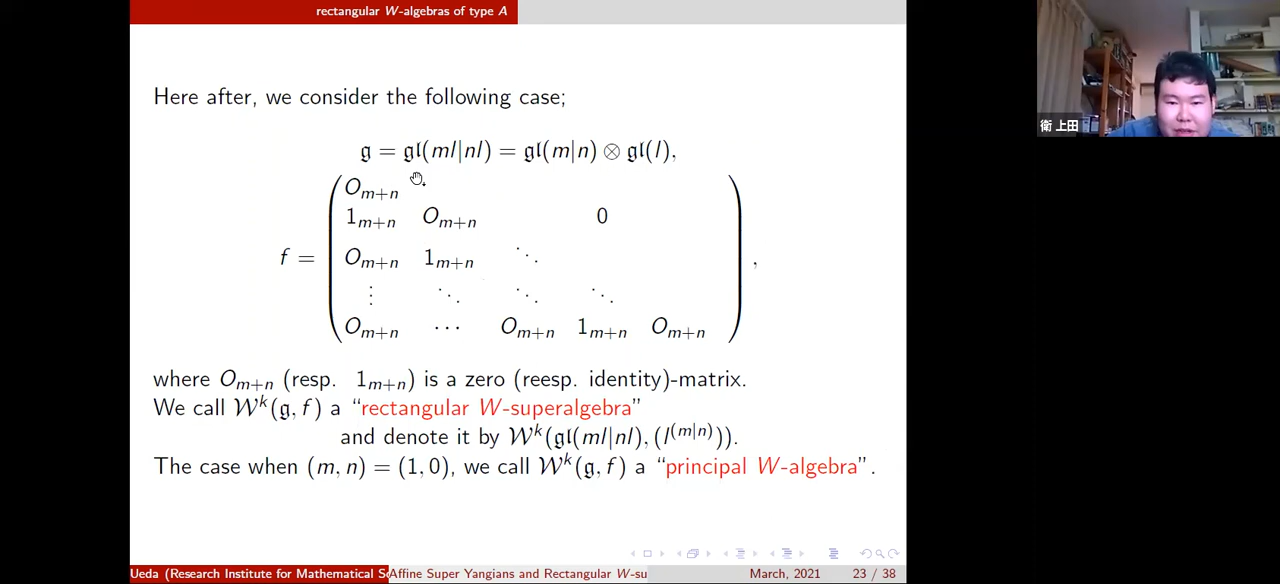 rectangular W-algebras of type A
Here after, we consider the following case;
𝔤 = 𝔤𝔩(ml|nl) = 𝔤𝔩(m|n) ⊗ 𝔤𝔩(l),
O_{m+n}
1_{m+n} O_{m+n} 0
f = O_{m+n} 1_{m+n} ⋱ ,
⋮ ⋱ ⋱ ⋱
O_{m+n} ⋯ O_{m+n} 1_{m+n} O_{m+n}
where O_{m+n} (resp. 1_{m+n}) is a zero (reesp. identity)-matrix.
We call 𝒲^k(𝔤, f) a “rectangular W-superalgebra”
and denote it by 𝒲^k(𝔤𝔩(ml|nl), (l^{(m|n)})).
The case when (m, n) = (1, 0), we call 𝒲^k(𝔤, f) a “principal W-algebra”.
Ueda (Research Institute for Mathematical S Affine Super Yangians and Rectangular W-su March, 2021 23 / 38
衛 上田